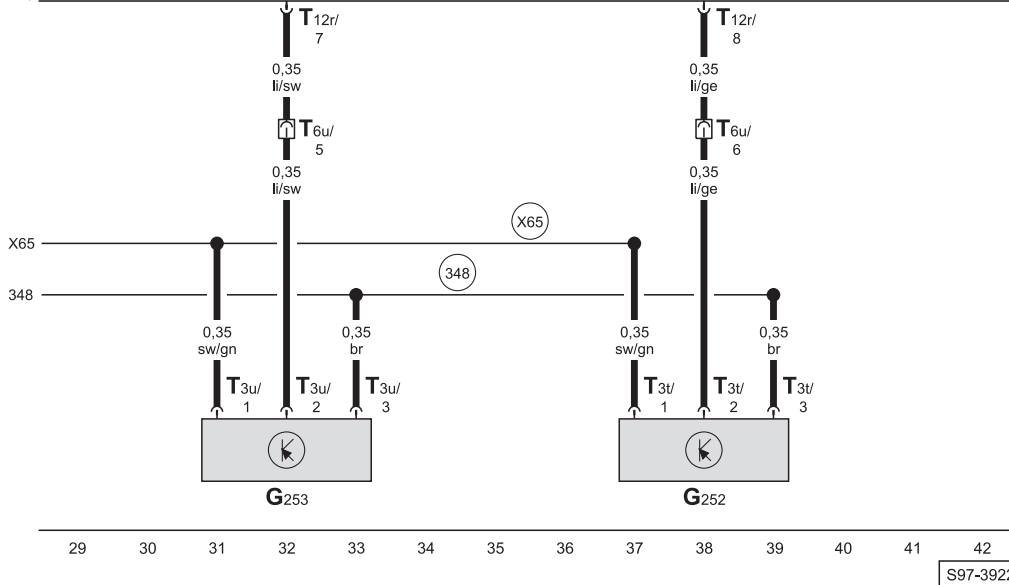 T12r/ T12r/
7 8
0,35 0,35
li/sw li/ge
T6u/ T6u/
5 6
0,35 0,35
li/sw li/ge
X65 X65
348 348
0,35 0,35 0,35 0,35
sw/gn br sw/gn br
T3u/ T3u/ T3u/ T3t/ T3t/ T3t/
1 2 3 1 2 3
G253 G252
29 30 31 32 33 34 35 36 37 38 39 40 41 42
S97-3922